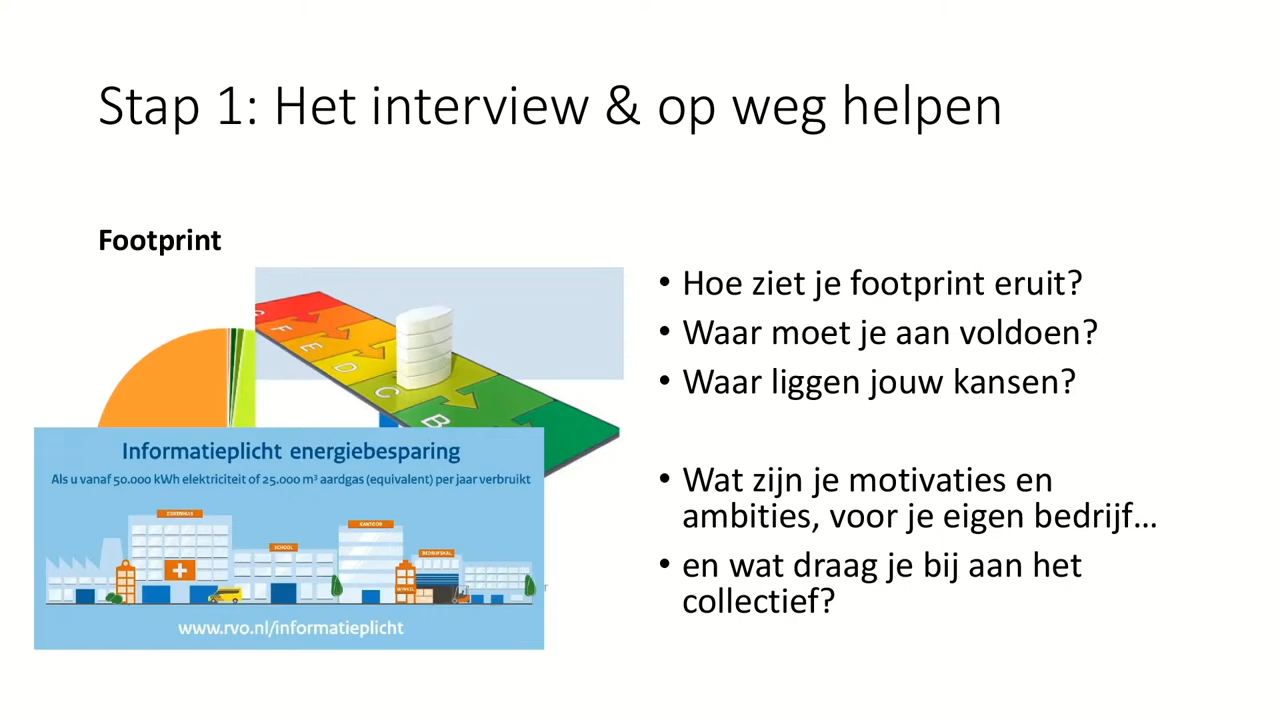 Stap 1: Het interview & op weg helpen
Footprint
• Hoe ziet je footprint eruit?
• Waar moet je aan voldoen?
• Waar liggen jouw kansen?
• Wat zijn je motivaties en
ambities, voor je eigen bedrijf…
• en wat draag je bij aan het
collectief?
F
E
D
C
B
Informatieplicht energiebesparing
Als u vanaf 50.000 kWh elektriciteit of 25.000 m³ aardgas (equivalent) per jaar verbruikt
ZIEKENHUIS
SCHOOL
KANTOOR
BEDRIJFSHAL
WINKEL
www.rvo.nl/informatieplicht